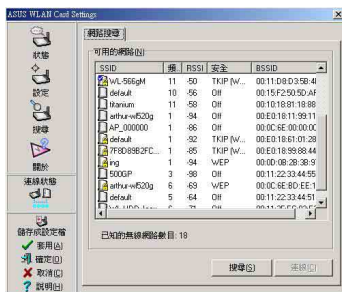 ASUS WLAN Card Settings
網路搜尋
狀態
設定
搜尋
關於
連線狀態
儲存成設定檔
套用(A)
確定(O)
取消(C)
說明(H)
可用的網路(N)
SSID 頻.. RSSI 安全 BSSID
WL-566gM 11 -50 TKIP (W... 00:11:D8:D3:5B:4
default 10 -56 Off 00:15:F2:50:5D:AF
titanium 11 -58 Off 00:10:18:81:18:88
arthur-wl520g 1 -94 Off 00:E0:18:11:99:11
AP_000000 1 -86 Off 00:0C:6E:00:00:0C
default 1 -92 TKIP (W... 00:E0:18:61:01:28
7F8D89B2FC... 1 -85 TKIP (W... 00:E0:18:99:88:44
ing 1 -94 WEP 00:0D:0B:2B:3B:9
500GP 3 -98 Off 00:11:22:33:44:55
arthur-wl520g 6 -69 WEP 00:0C:6E:BD:EE:1
default 5 -64 Off 00:11:22:33:44:51
已知的無線網路數目: 18
搜尋(S)
連線(C)